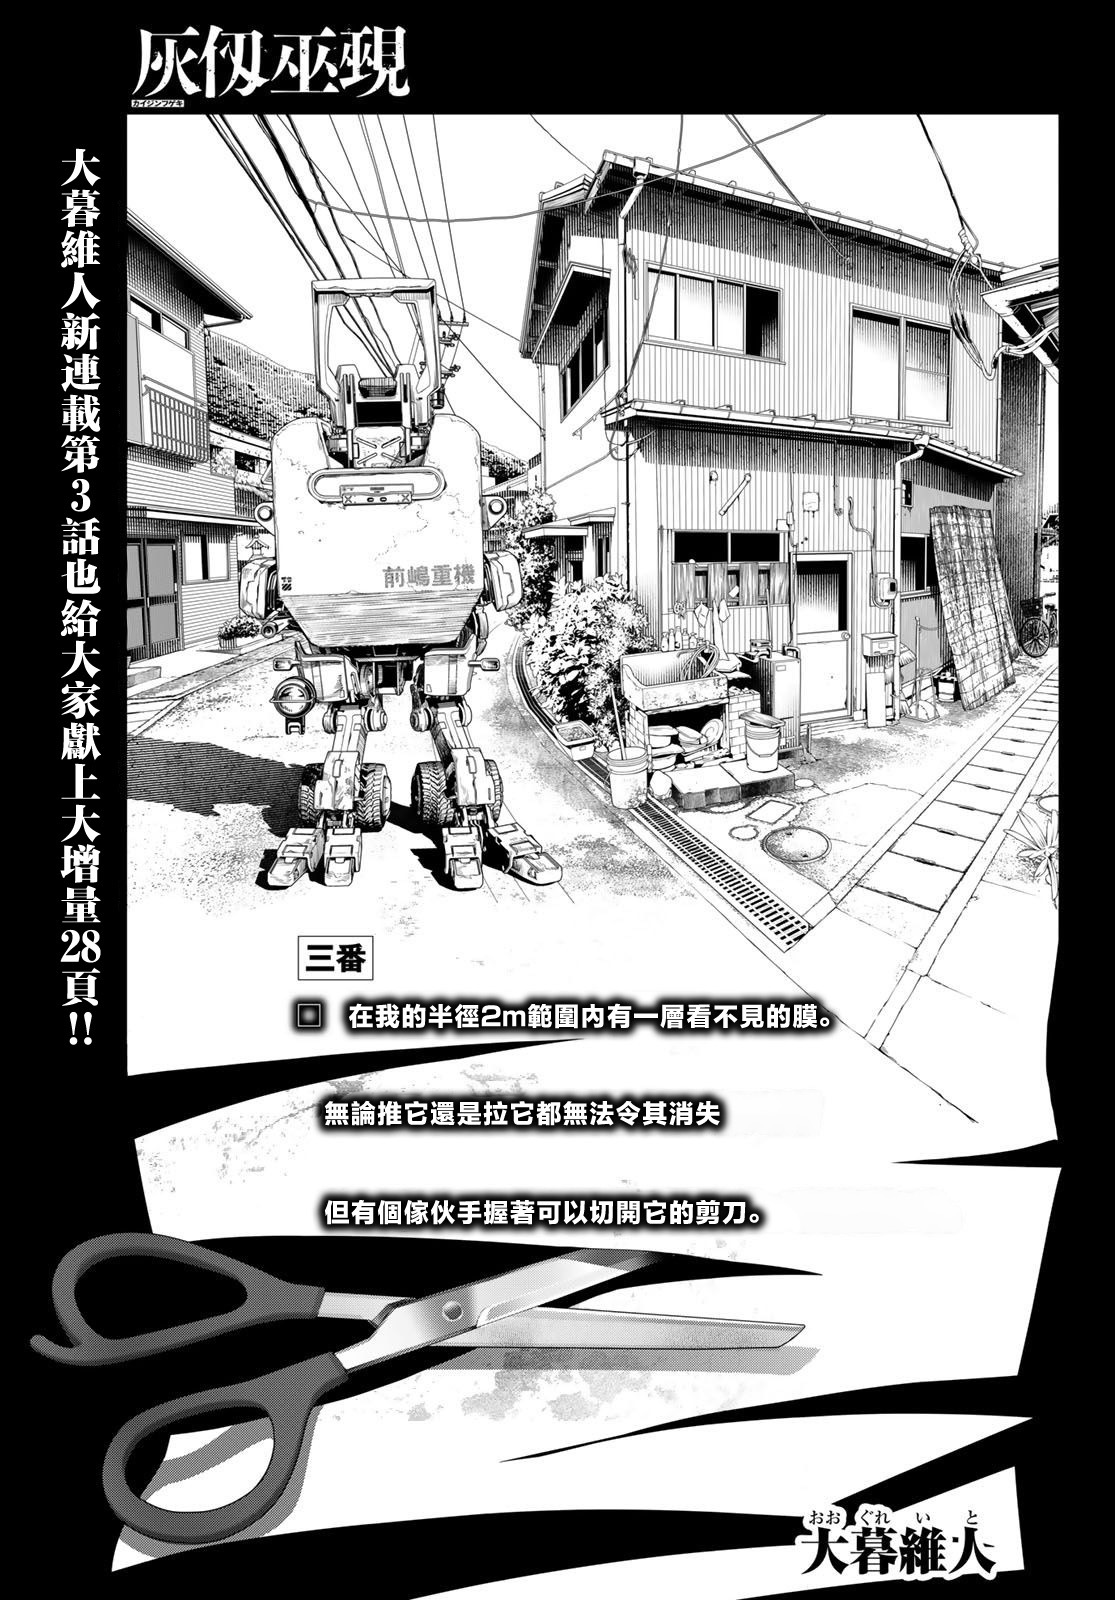 灰仭巫覡
カイジンフゲキ
大暮維人新連載第3話也給大家獻上大增量28頁!!
前嶋重機
三番
在我的半徑2m範圍內有一層看不見的膜。
無論推它還是拉它都無法令其消失
但有個傢伙手握著可以切開它的剪刀。
おおぐれいと
大暮維人